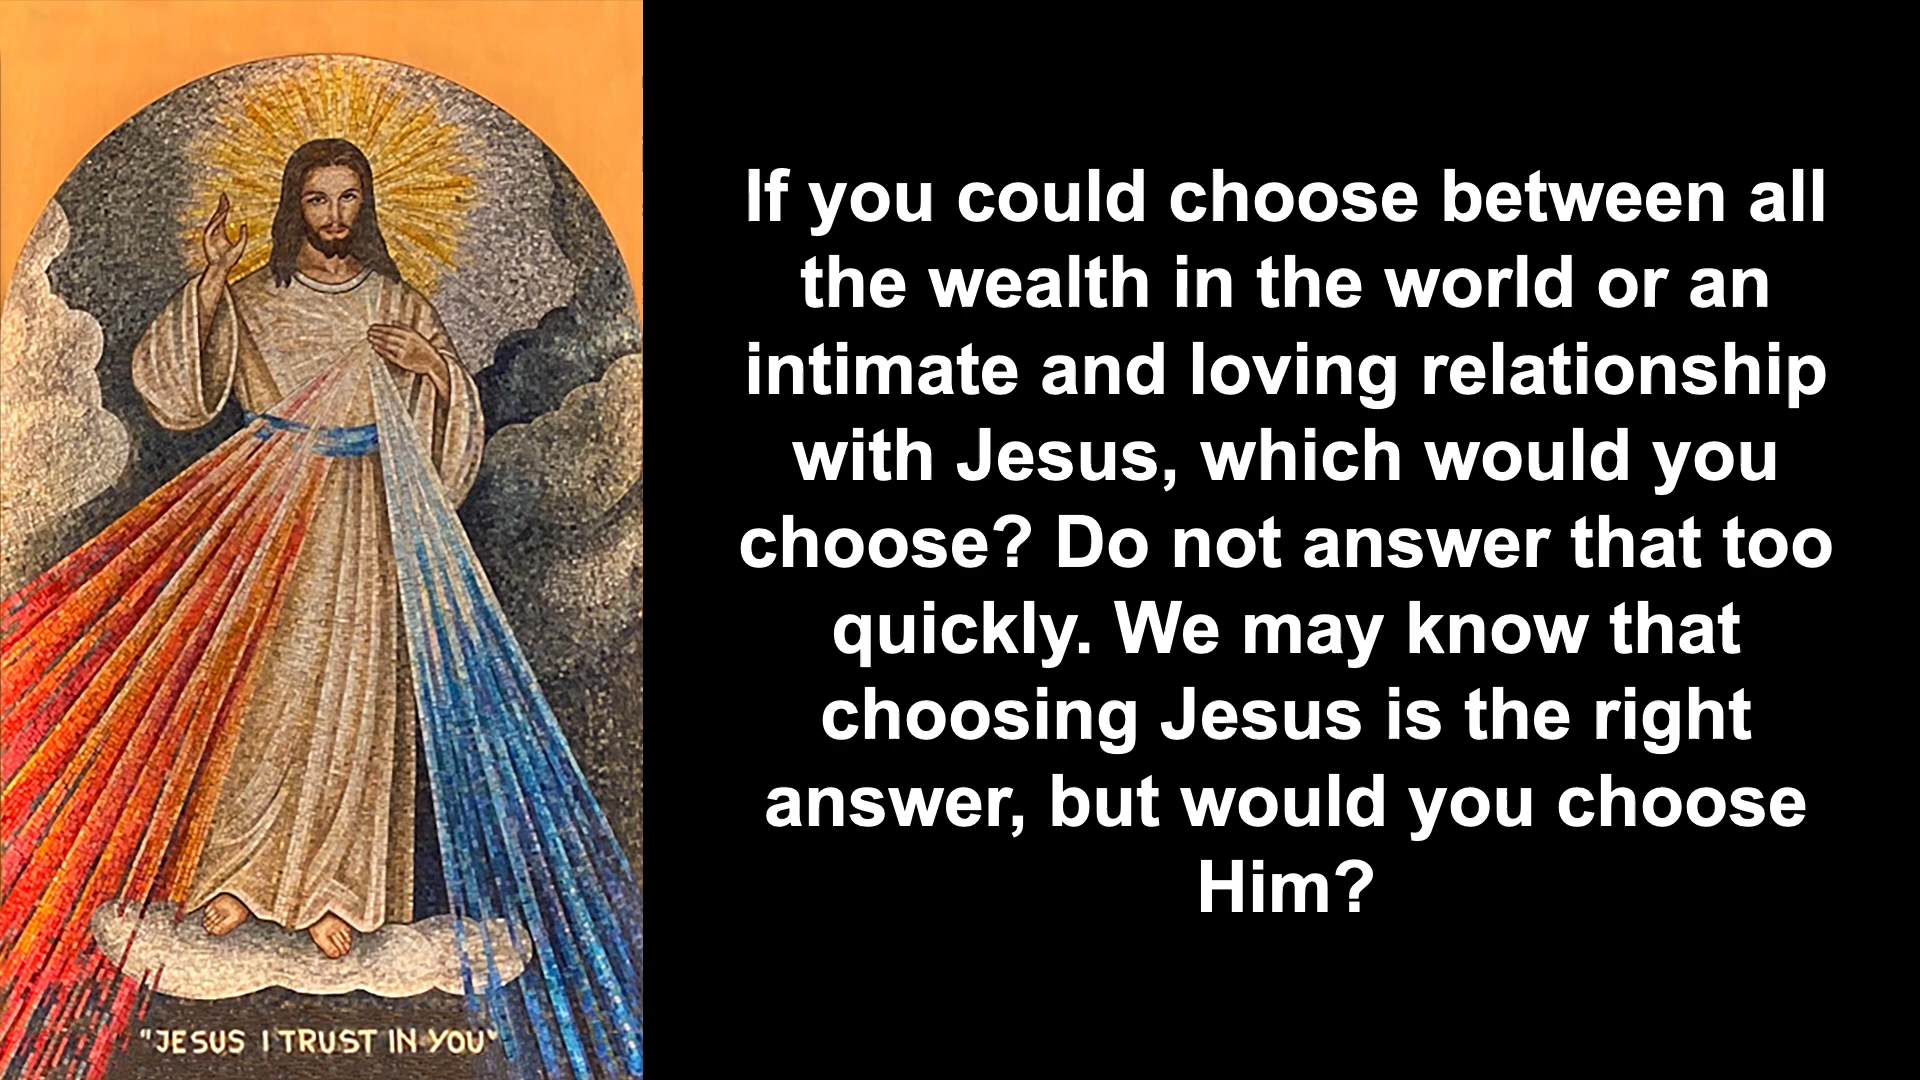 If you could choose between all
the wealth in the world or an
intimate and loving relationship
with Jesus, which would you
choose? Do not answer that too
quickly. We may know that
choosing Jesus is the right
answer, but would you choose
Him?
"JESUS I TRUST IN YOU"